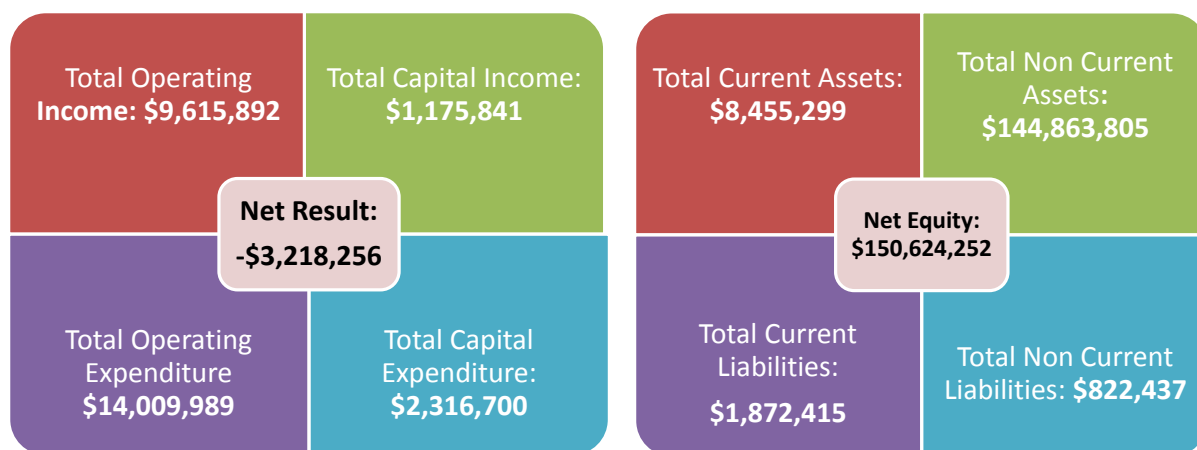 Total Operating
Income: $9,615,892
Total Capital Income:
$1,175,841
Net Result:
-$3,218,256
Total Operating
Expenditure
$14,009,989
Total Capital
Expenditure:
$2,316,700
Total Current Assets:
$8,455,299
Total Non Current
Assets:
$144,863,805
Net Equity:
$150,624,252
Total Current
Liabilities:
$1,872,415
Total Non Current
Liabilities: $822,437